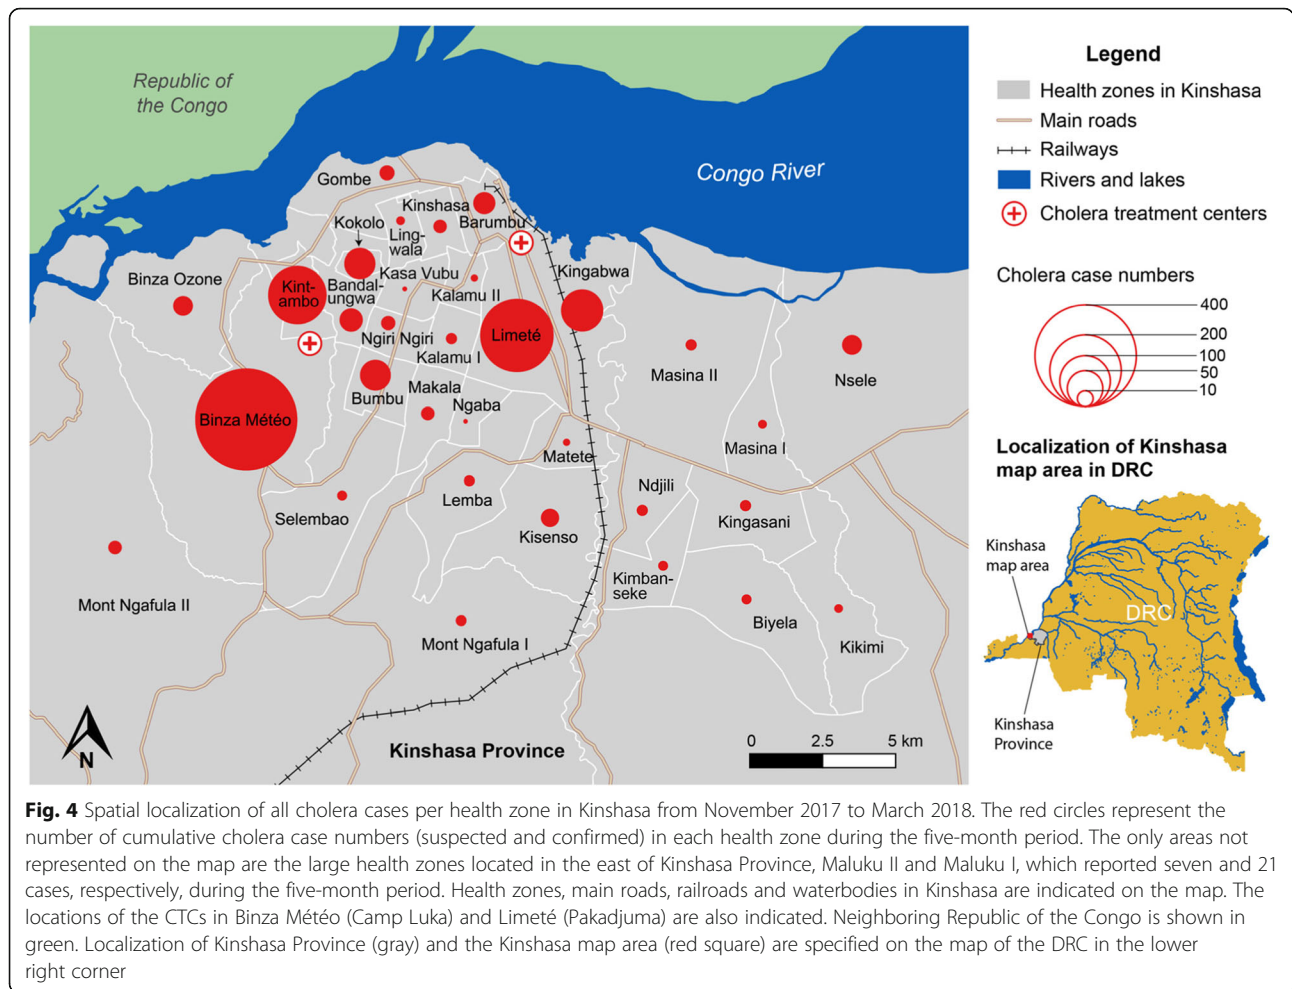 Republic of
the Congo
Congo River
Gombe
Kinshasa
Kokolo
Ling-
wala
Barumbu
Binza Ozone
Kint-
ambo
Bandal-
ungwa
Kasa Vubu
Kalamu II
Kingabwa
Ngiri Ngiri
Kalamu I
Limeté
Masina II
Nsele
Binza Météo
Bumbu
Makala
Ngaba
Matete
Masina I
Selembao
Lemba
Kisenso
Ndjili
Kingasani
Kimban-
seke
Biyela
Kikimi
Mont Ngafula II
Mont Ngafula I
Kinshasa Province
N
0 2.5 5 km
Legend
Health zones in Kinshasa
Main roads
Railways
Rivers and lakes
Cholera treatment centers
Cholera case numbers
400
200
100
50
10
Localization of Kinshasa
map area in DRC
Kinshasa
map area
DRC
Kinshasa
Province
Fig. 4 Spatial localization of all cholera cases per health zone in Kinshasa from November 2017 to March 2018. The red circles represent the
number of cumulative cholera case numbers (suspected and confirmed) in each health zone during the five-month period. The only areas not
represented on the map are the large health zones located in the east of Kinshasa Province, Maluku II and Maluku I, which reported seven and 21
cases, respectively, during the five-month period. Health zones, main roads, railroads and waterbodies in Kinshasa are indicated on the map. The
locations of the CTCs in Binza Météo (Camp Luka) and Limeté (Pakadjuma) are also indicated. Neighboring Republic of the Congo is shown in
green. Localization of Kinshasa Province (gray) and the Kinshasa map area (red square) are specified on the map of the DRC in the lower
right corner